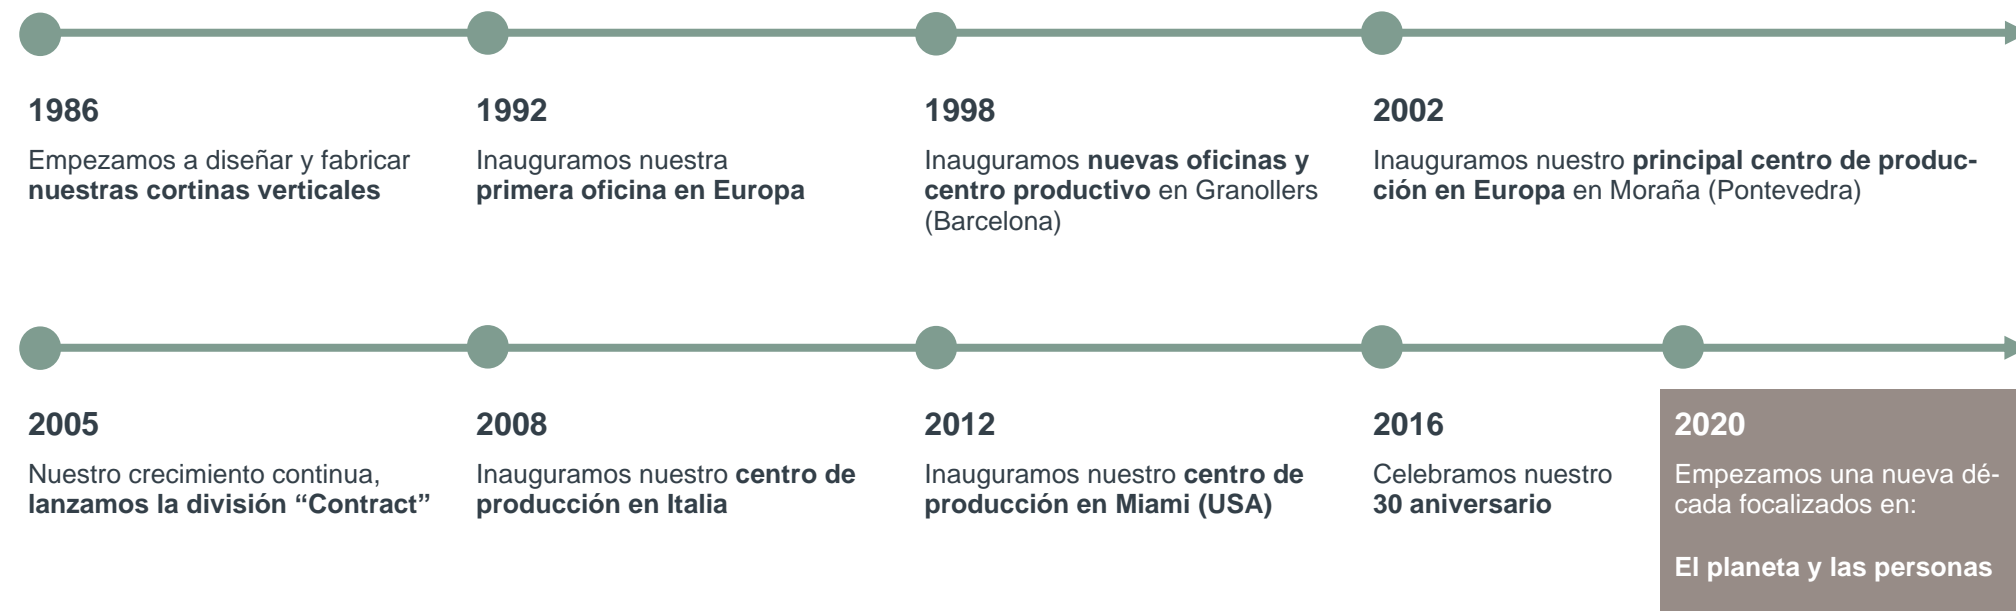 1986
Empezamos a diseñar y fabricar
nuestras cortinas verticales
1992
Inauguramos nuestra
primera oficina en Europa
1998
Inauguramos nuevas oficinas y
centro productivo en Granollers
(Barcelona)
2002
Inauguramos nuestro principal centro de produc-
ción en Europa en Moraña (Pontevedra)
2005
Nuestro crecimiento continua,
lanzamos la división “Contract”
2008
Inauguramos nuestro centro de
producción en Italia
2012
Inauguramos nuestro centro de
producción en Miami (USA)
2016
Celebramos nuestro
30 aniversario
2020
Empezamos una nueva dé-
cada focalizados en:
El planeta y las personas